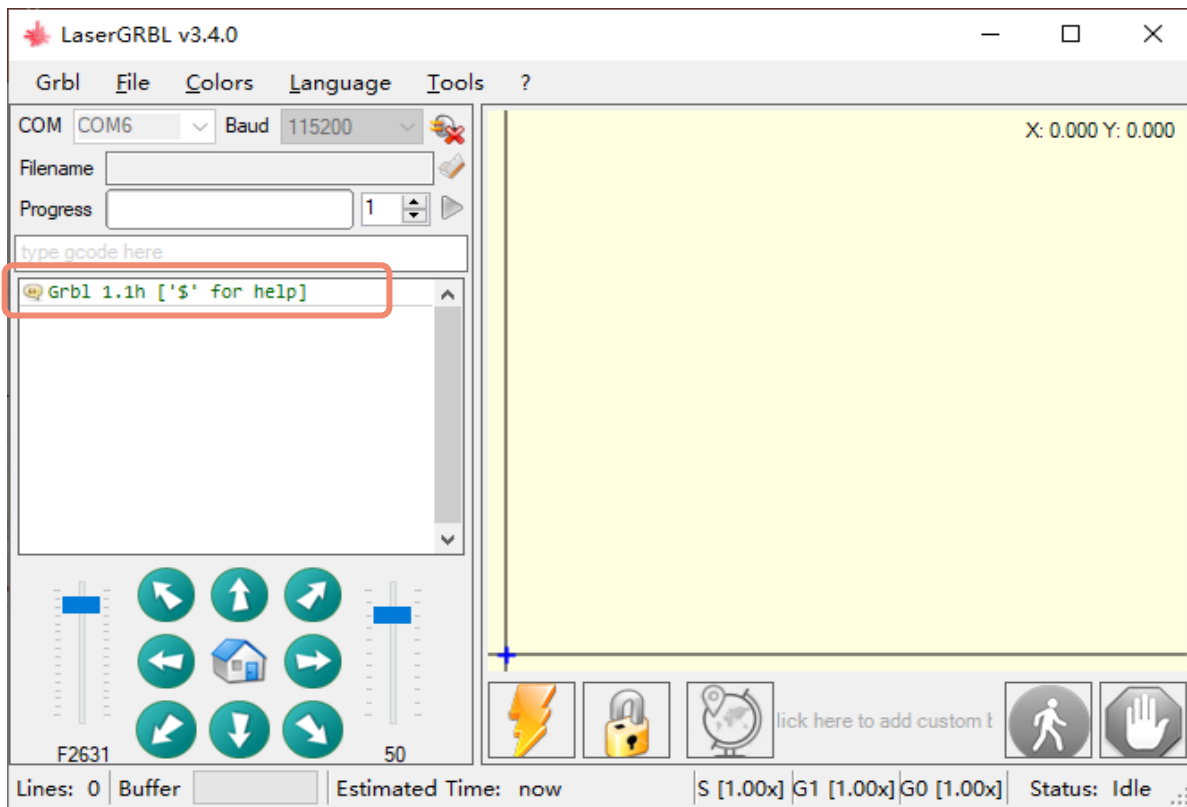 LaserGRBL v3.4.0
Grbl File Colors Language Tools ?
COM COM6 Baud 115200
X: 0.000 Y: 0.000
Filename
Progress 1
type gcode here
Grbl 1.1h ['$' for help]
lick here to add custom b
F2631 50
Lines: 0 Buffer Estimated Time: now S [1.00x] G1 [1.00x] G0 [1.00x] Status: Idle